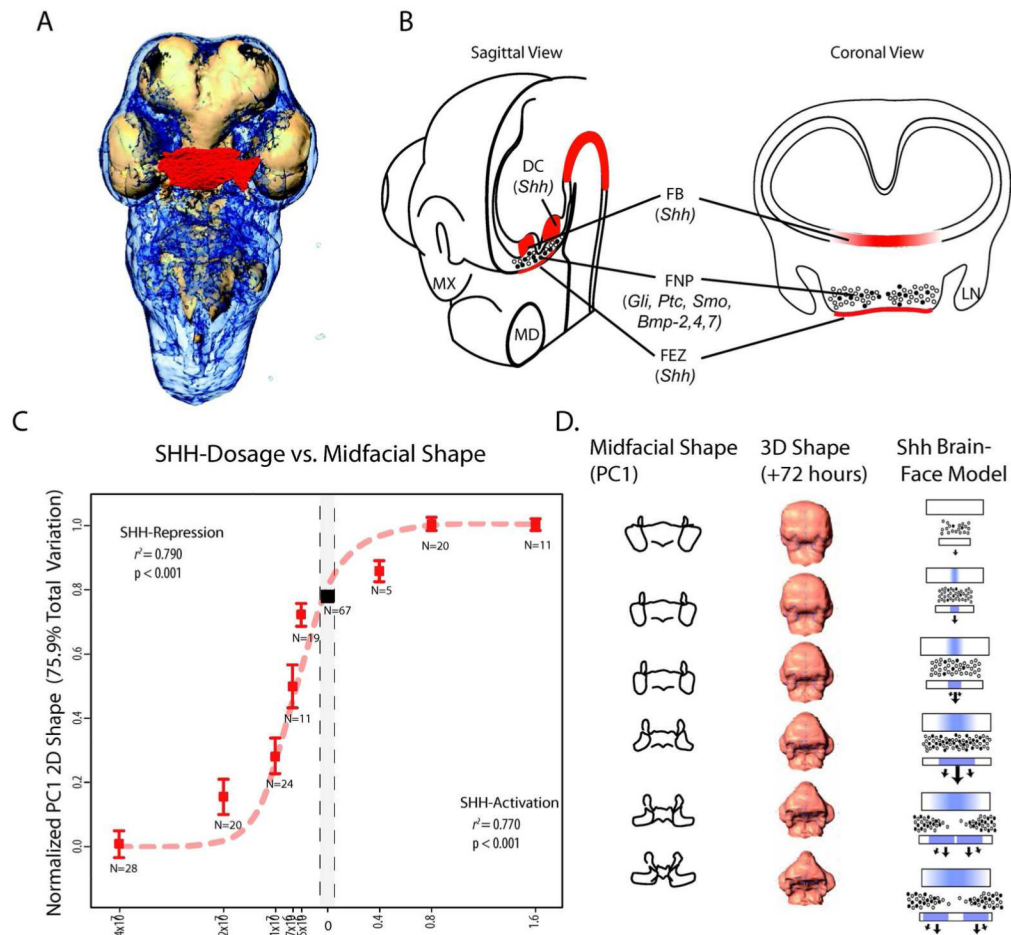 A
B
Sagittal View
Coronal View
DC
(Shh)
FB
(Shh)
MX
FNP
(Gli, Ptc, Smo,
Bmp-2,4,7)
LN
MD
FEZ
(Shh)
C
SHH-Dosage vs. Midfacial Shape
Normalized PC1 2D Shape (75.9% Total Variation)
1.0
0.8
0.6
0.4
0.2
0.0
SHH-Repression
r² = 0.790
p < 0.001
N=28
N=20
N=24
N=11
N=19
N=67
N=5
N=20
N=11
SHH-Activation
r² = 0.770
p < 0.001
0
0.4
0.8
1.6
D.
Midfacial Shape
(PC1)
3D Shape
(+72 hours)
Shh Brain-
Face Model